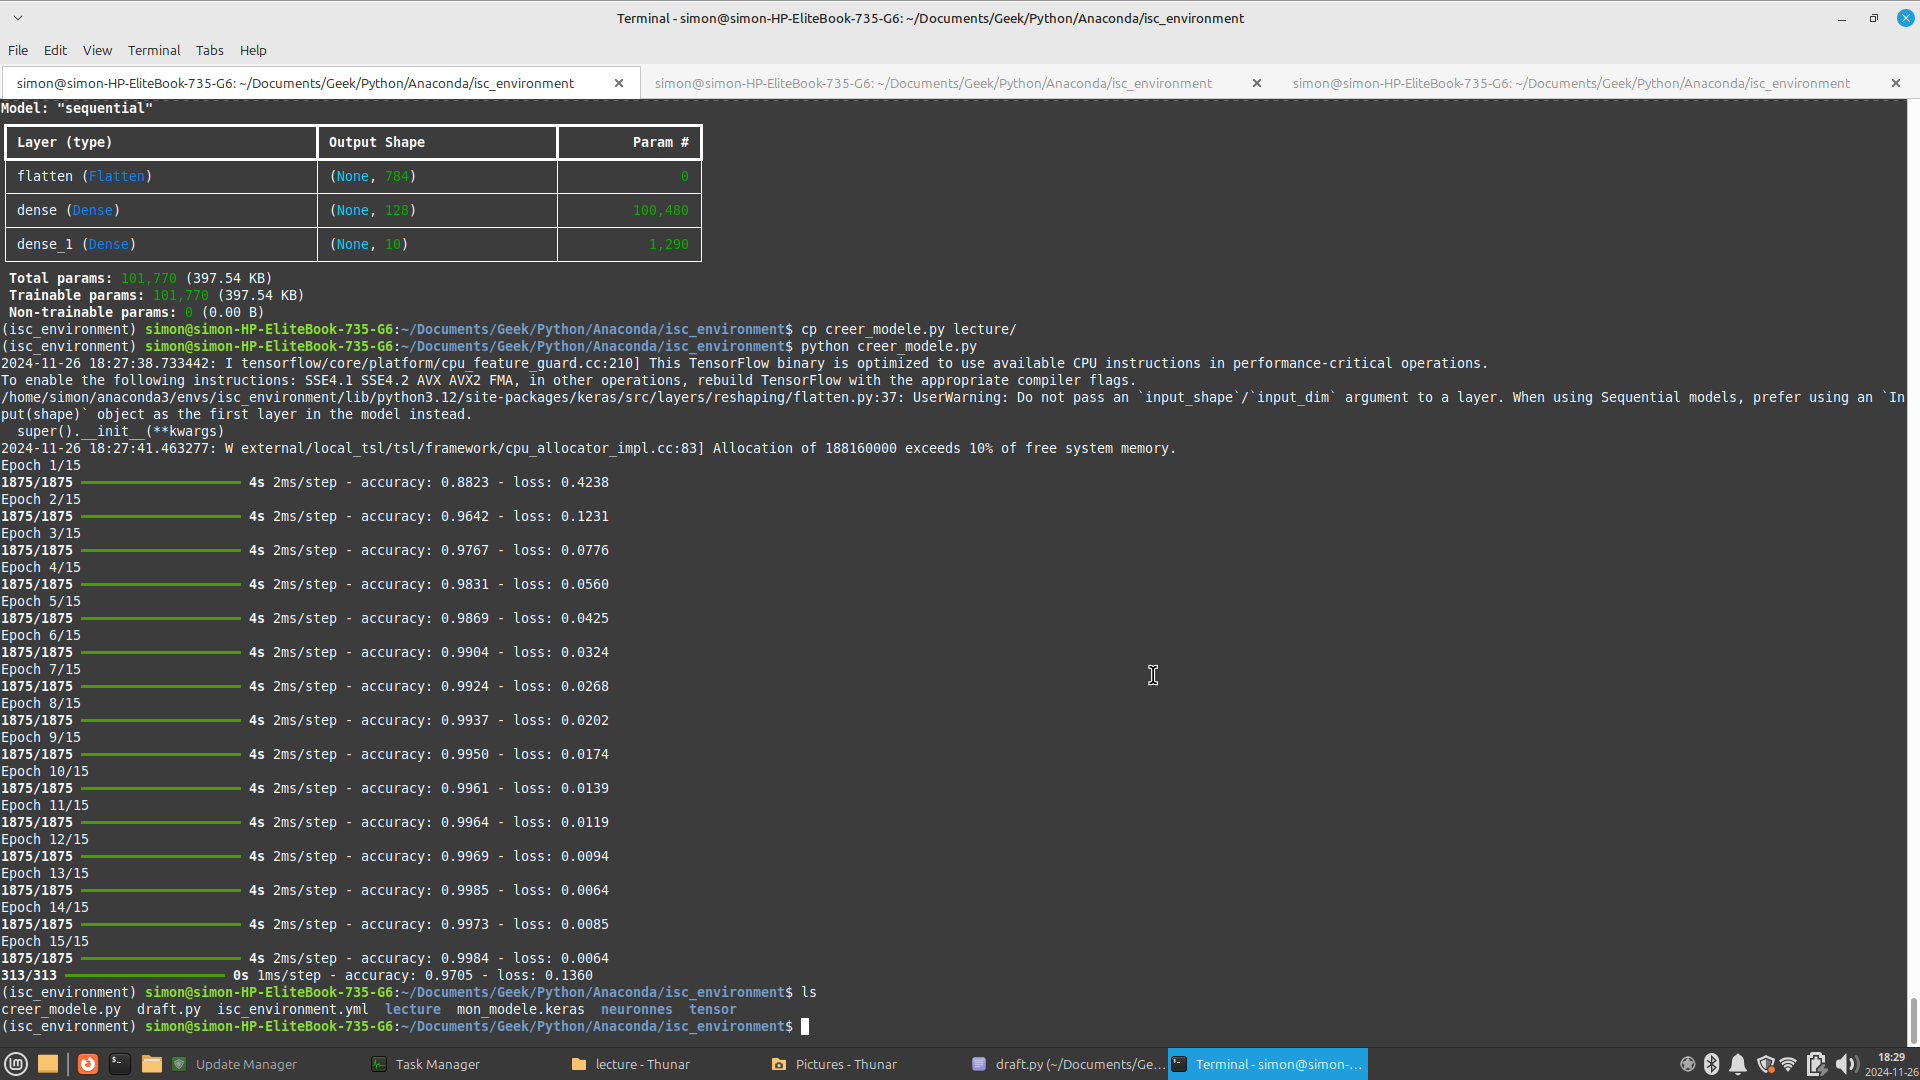 Terminal - simon@simon-HP-EliteBook-735-G6: ~/Documents/Geek/Python/Anaconda/isc_environment
File Edit View Terminal Tabs Help
simon@simon-HP-EliteBook-735-G6: ~/Documents/Geek/Python/Anaconda/isc_environment simon@simon-HP-EliteBook-735-G6: ~/Documents/Geek/Python/Anaconda/isc_environment simon@simon-HP-EliteBook-735-G6: ~/Documents/Geek/Python/Anaconda/isc_environment
Model: "sequential"
Layer (type) Output Shape Param #
flatten (Flatten) (None, 784) 0
dense (Dense) (None, 128) 100,480
dense_1 (Dense) (None, 10) 1,290
Total params: 101,770 (397.54 KB)
Trainable params: 101,770 (397.54 KB)
Non-trainable params: 0 (0.00 B)
(isc_environment) simon@simon-HP-EliteBook-735-G6:~/Documents/Geek/Python/Anaconda/isc_environment$ cp creer_modele.py lecture/
(isc_environment) simon@simon-HP-EliteBook-735-G6:~/Documents/Geek/Python/Anaconda/isc_environment$ python creer_modele.py
2024-11-26 18:27:38.733442: I tensorflow/core/platform/cpu_feature_guard.cc:210] This TensorFlow binary is optimized to use available CPU instructions in performance-critical operations.
To enable the following instructions: SSE4.1 SSE4.2 AVX AVX2 FMA, in other operations, rebuild TensorFlow with the appropriate compiler flags.
/home/simon/anaconda3/envs/isc_environment/lib/python3.12/site-packages/keras/src/layers/reshaping/flatten.py:37: UserWarning: Do not pass an `input_shape`/`input_dim` argument to a layer. When using Sequential models, prefer using an `In
put(shape)` object as the first layer in the model instead.
super().__init__(**kwargs)
2024-11-26 18:27:41.463277: W external/local_tsl/tsl/framework/cpu_allocator_impl.cc:83] Allocation of 188160000 exceeds 10% of free system memory.
Epoch 1/15
1875/1875 4s 2ms/step - accuracy: 0.8823 - loss: 0.4238
Epoch 2/15
1875/1875 4s 2ms/step - accuracy: 0.9642 - loss: 0.1231
Epoch 3/15
1875/1875 4s 2ms/step - accuracy: 0.9767 - loss: 0.0776
Epoch 4/15
1875/1875 4s 2ms/step - accuracy: 0.9831 - loss: 0.0560
Epoch 5/15
1875/1875 4s 2ms/step - accuracy: 0.9869 - loss: 0.0425
Epoch 6/15
1875/1875 4s 2ms/step - accuracy: 0.9904 - loss: 0.0324
Epoch 7/15
1875/1875 4s 2ms/step - accuracy: 0.9924 - loss: 0.0268
Epoch 8/15
1875/1875 4s 2ms/step - accuracy: 0.9937 - loss: 0.0202
Epoch 9/15
1875/1875 4s 2ms/step - accuracy: 0.9950 - loss: 0.0174
Epoch 10/15
1875/1875 4s 2ms/step - accuracy: 0.9961 - loss: 0.0139
Epoch 11/15
1875/1875 4s 2ms/step - accuracy: 0.9964 - loss: 0.0119
Epoch 12/15
1875/1875 4s 2ms/step - accuracy: 0.9969 - loss: 0.0094
Epoch 13/15
1875/1875 4s 2ms/step - accuracy: 0.9985 - loss: 0.0064
Epoch 14/15
1875/1875 4s 2ms/step - accuracy: 0.9973 - loss: 0.0085
Epoch 15/15
1875/1875 4s 2ms/step - accuracy: 0.9984 - loss: 0.0064
313/313 0s 1ms/step - accuracy: 0.9705 - loss: 0.1360
(isc_environment) simon@simon-HP-EliteBook-735-G6:~/Documents/Geek/Python/Anaconda/isc_environment$ ls
creer_modele.py draft.py isc_environment.yml lecture mon_modele.keras neuronnes tensor
(isc_environment) simon@simon-HP-EliteBook-735-G6:~/Documents/Geek/Python/Anaconda/isc_environment$
Update Manager Task Manager lecture - Thunar Pictures - Thunar draft.py (~/Documents/Ge... Terminal - simon@simon-... 18:29
2024-11-26